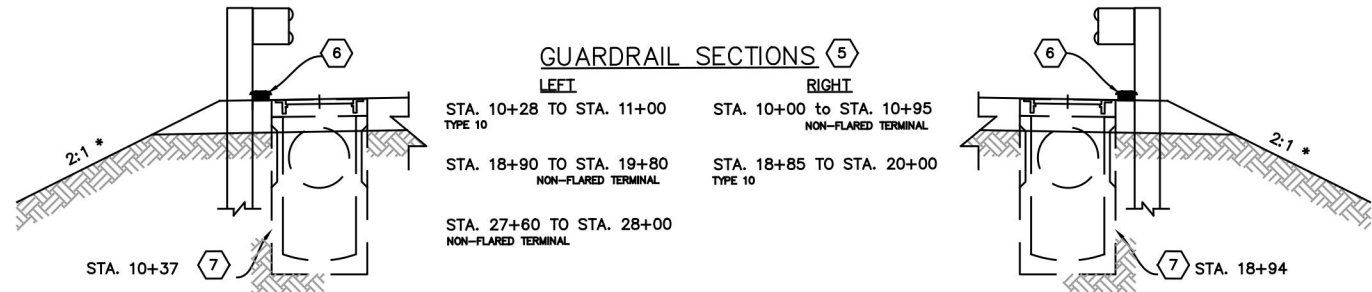 6
GUARDRAIL SECTIONS 5
6
LEFT
RIGHT
STA. 10+28 TO STA. 11+00
TYPE 10
STA. 10+00 to STA. 10+95
NON-FLARED TERMINAL
2:1 *
2:1 *
STA. 18+90 TO STA. 19+80
NON-FLARED TERMINAL
STA. 18+85 TO STA. 20+00
TYPE 10
STA. 27+60 TO STA. 28+00
NON-FLARED TERMINAL
STA. 10+37 7
7 STA. 18+94